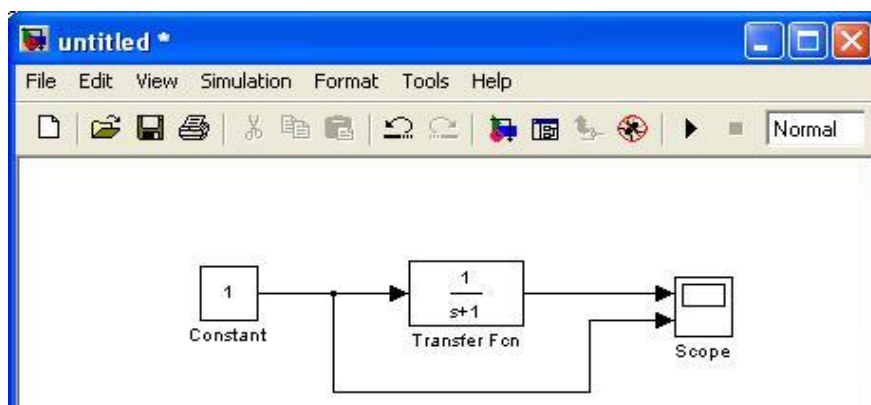 untitled *
File Edit View Simulation Format Tools Help
Normal
1
Constant
1
s+1
Transfer Fcn
Scope